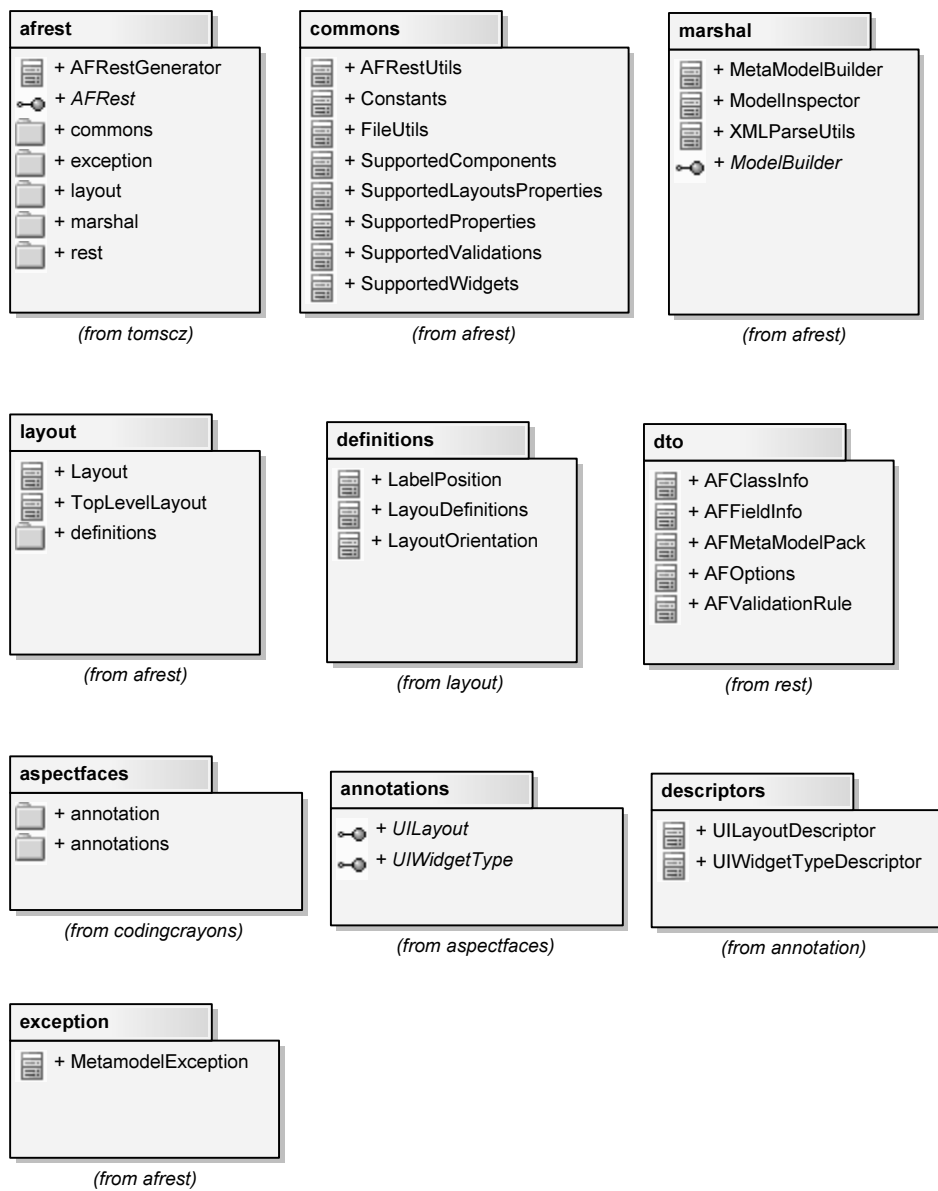 afrest
+ AFRestGenerator
+ AFRest
+ commons
+ exception
+ layout
+ marshal
+ rest
(from tomscz)
commons
+ AFRestUtils
+ Constants
+ FileUtils
+ SupportedComponents
+ SupportedLayoutsProperties
+ SupportedProperties
+ SupportedValidations
+ SupportedWidgets
(from afrest)
marshal
+ MetaModelBuilder
+ ModelInspector
+ XMLParseUtils
+ ModelBuilder
(from afrest)
layout
+ Layout
+ TopLevelLayout
+ definitions
(from afrest)
definitions
+ LabelPosition
+ LayouDefinitions
+ LayoutOrientation
(from layout)
dto
+ AFClassInfo
+ AFFieldInfo
+ AFMetaModelPack
+ AFOptions
+ AFValidationRule
(from rest)
aspectfaces
+ annotation
+ annotations
(from codingcrayons)
annotations
+ UILayout
+ UIWidgetType
(from aspectfaces)
descriptors
+ UILayoutDescriptor
+ UIWidgetTypeDescriptor
(from annotation)
exception
+ MetamodelException
(from afrest)